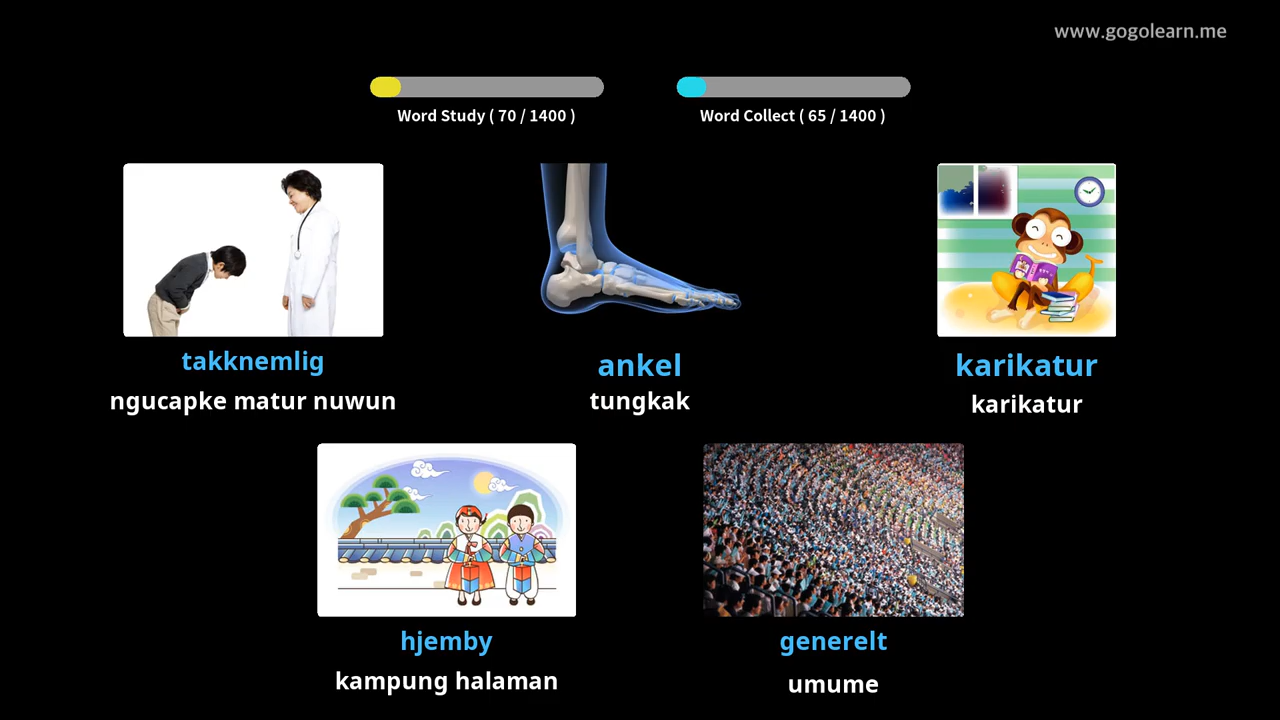 www.gogolearn.me
Word Study ( 70 / 1400 )
Word Collect ( 65 / 1400 )
takknemlig
ngucapke matur nuwun
ankel
tungkak
karikatur
karikatur
hjemby
kampung halaman
generelt
umume